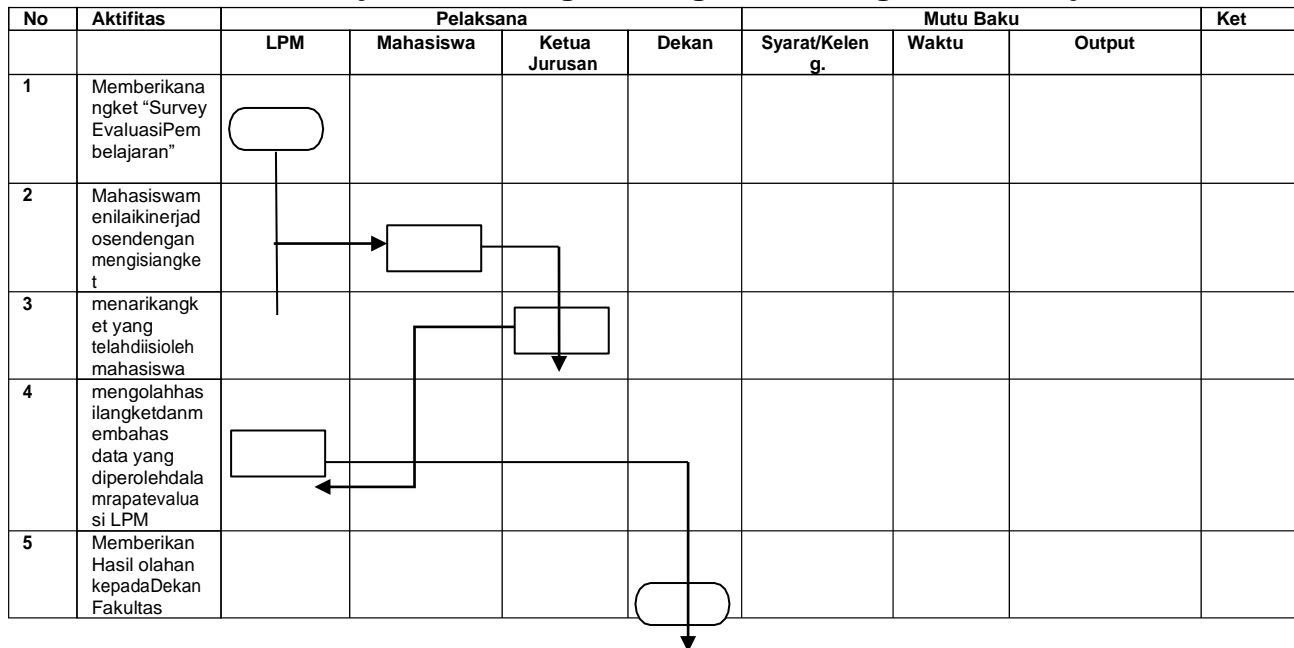 No Aktifitas Pelaksana Mutu Baku Ket
LPM Mahasiswa Ketua Jurusan Dekan Syarat/Keleng. Waktu Output
1
Memberikana
ngket “Survey
EvaluasiPem
belajaran”
2
Mahasiswam
enilaikinerjad
osendengan
mengisiangke
t
3
menarikangk
et yang
telahdiisioleh
mahasiswa
4
mengolahhas
ilangketdanm
embahas
data yang
diperolehdala
mrapatevalua
si LPM
5
Memberikan
Hasil olahan
kepadaDekan
Fakultas